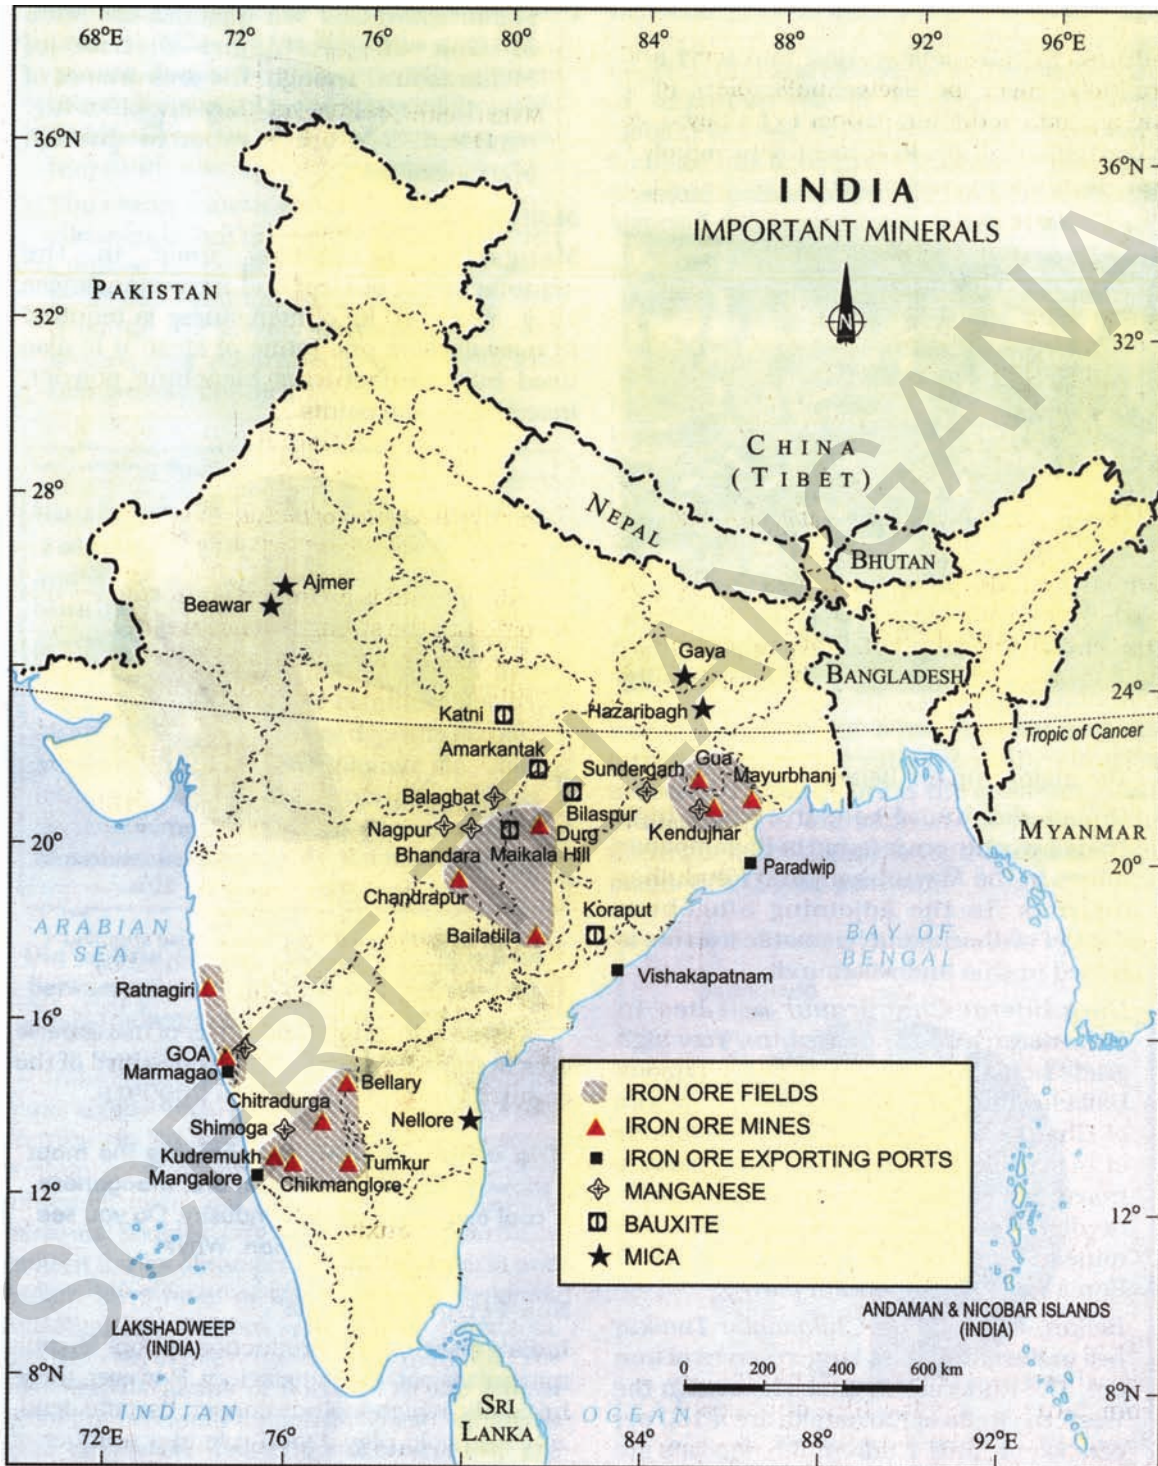 68°E
72°
76°
80°
84°
88°
92°
96°E
36°N
36°N
INDIA
IMPORTANT MINERALS
PAKISTAN
N
32°
32°
CHINA
(TIBET)
28°
NEPAL
BHUTAN
Ajmer
Beawar
Gaya
BANGLADESH
24°
Katni
Hazaribagh
Tropic of Cancer
Amarkantak
Sundergarh
Gua
Mayurbhanj
Balaghat
Bilaspur
Nagpur
Durg
Kendujhar
MYANMAR
20°
20°
Bhandara
Maikala Hill
Paradwip
Chandrapur
Koraput
ARABIAN
SEA
Bailadila
BAY OF
BENGAL
Vishakapatnam
Ratnagiri
16°
GOA
Marmagao
Bellary
Chitradurga
Nellore
Shimoga
Kudremukh
Tumkur
Mangalore
Chikmanglore
12°
12°
IRON ORE FIELDS
IRON ORE MINES
IRON ORE EXPORTING PORTS
MANGANESE
BAUXITE
MICA
LAKSHADWEEP
(INDIA)
ANDAMAN & NICOBAR ISLANDS
(INDIA)
0 200 400 600 km
8°N
8°N
INDIAN
OCEAN
SRI
LANKA
72°E
76°
84°
88°
92°E
SCERT TELANGANA